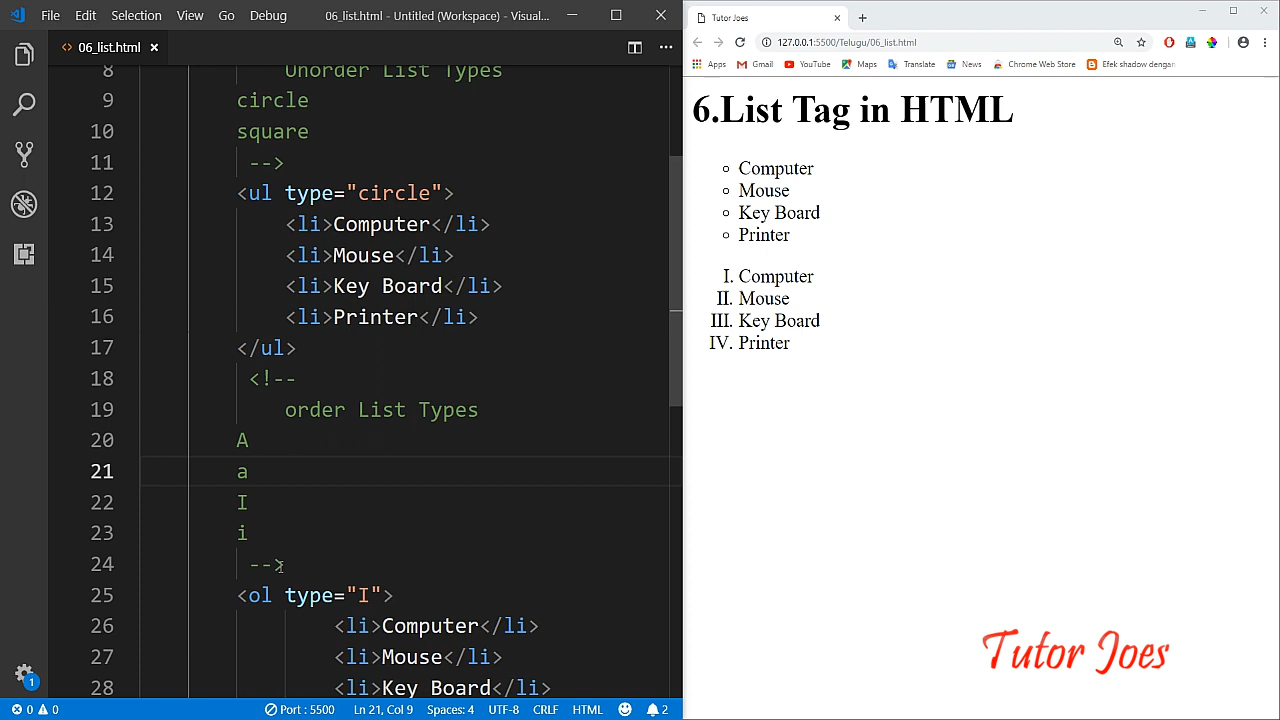 File Edit Selection View Go Debug 06_list.html - Untitled (Workspace) - Visual...
06_list.html
8 Unorder List Types
9 circle
10 square
11 -->
12 <ul type="circle">
13 <li>Computer</li>
14 <li>Mouse</li>
15 <li>Key Board</li>
16 <li>Printer</li>
17 </ul>
18 <!--
19 order List Types
20 A
21 a
22 I
23 i
24 -->
25 <ol type="I">
26 <li>Computer</li>
27 <li>Mouse</li>
28 <li>Key Board</li>
1
0 0 Port : 5500 Ln 21, Col 9 Spaces: 4 UTF-8 CRLF HTML 2
Tutor Joes
127.0.0.1:5500/Telugu/06_list.html
Apps Gmail YouTube Maps Translate News Chrome Web Store Efek shadow dengan
6.List Tag in HTML
Computer
Mouse
Key Board
Printer
I. Computer
II. Mouse
III. Key Board
IV. Printer
Tutor Joes